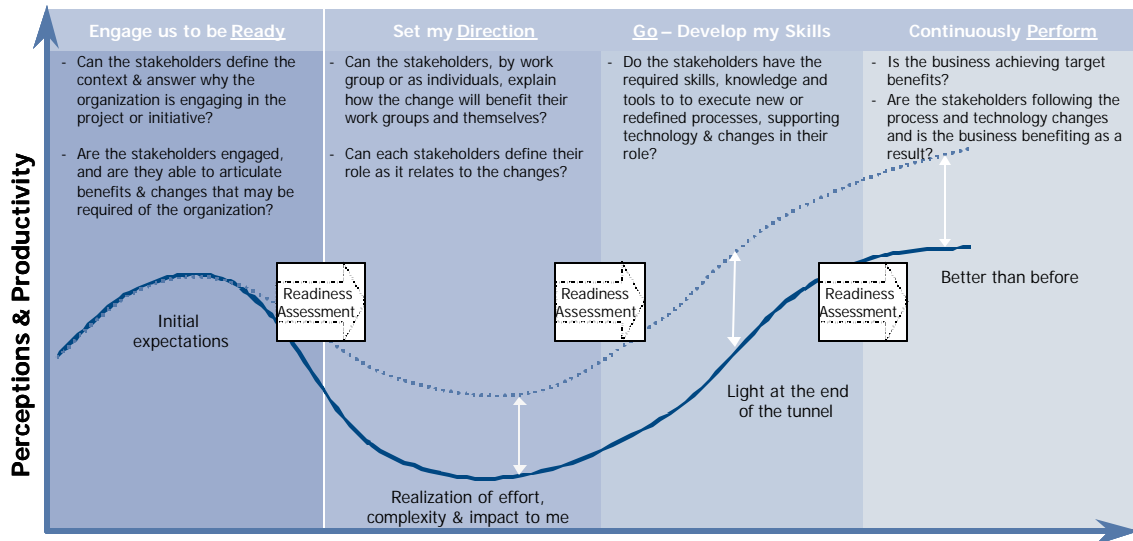 Engage us to be Ready
Set my Direction
Go – Develop my Skills
Continuously Perform
- Can the stakeholders define the
context & answer why the
organization is engaging in the
project or initiative?
- Are the stakeholders engaged,
and are they able to articulate
benefits & changes that may be
required of the organization?
- Can the stakeholders, by work
group or as individuals, explain
how the change will benefit their
work groups and themselves?
- Can each stakeholders define their
role as it relates to the changes?
- Do the stakeholders have the
required skills, knowledge and
tools to to execute new or
redefined processes, supporting
technology & changes in their
role?
- Is the business achieving target
benefits?
- Are the stakeholders following the
process and technology changes
and is the business benefiting as a
result?
Perceptions & Productivity
Initial
expectations
Readiness
Assessment
Readiness
Assessment
Readiness
Assessment
Better than before
Light at the end
of the tunnel
Realization of effort,
complexity & impact to me